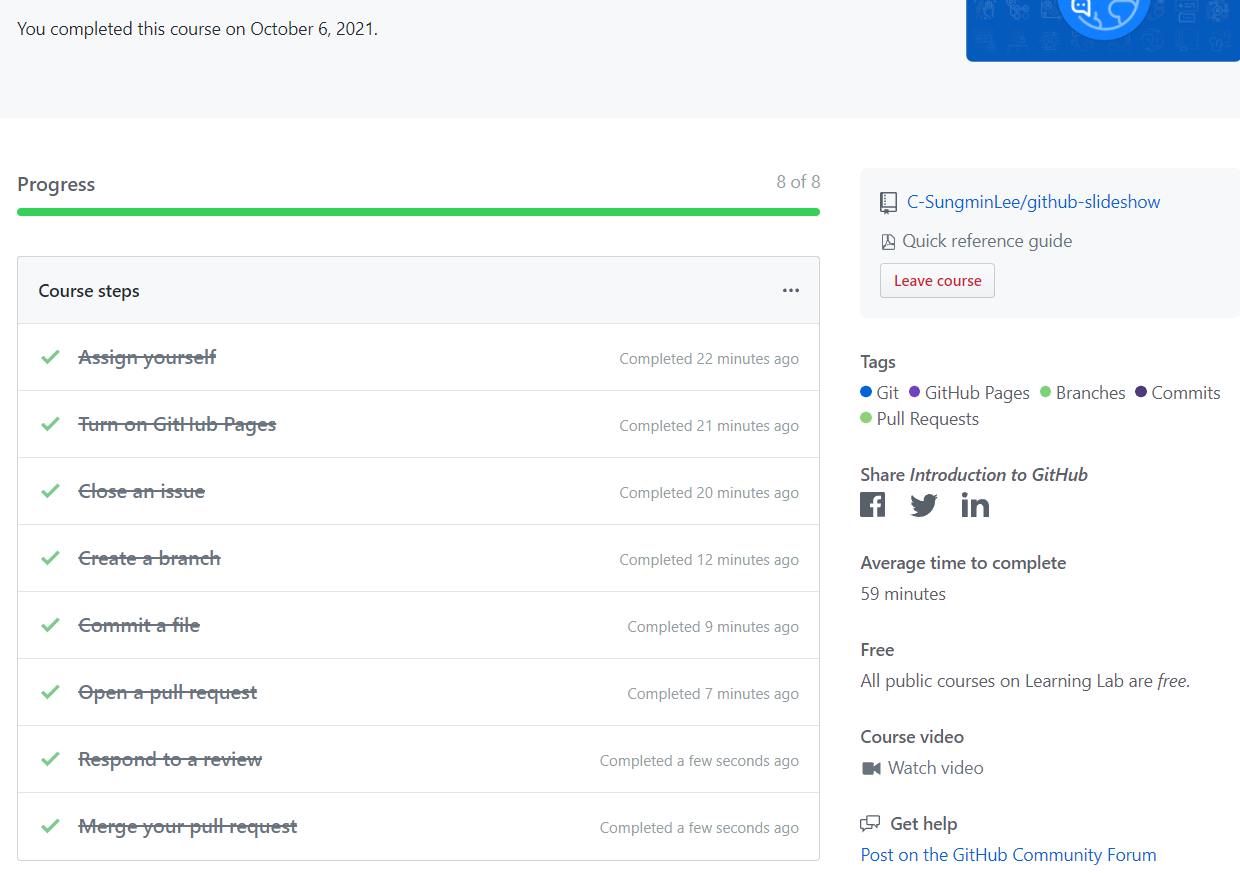 You completed this course on October 6, 2021.
Progress
8 of 8
Course steps
Assign yourself
Completed 22 minutes ago
Turn on GitHub Pages
Completed 21 minutes ago
Close an issue
Completed 20 minutes ago
Create a branch
Completed 12 minutes ago
Commit a file
Completed 9 minutes ago
Open a pull request
Completed 7 minutes ago
Respond to a review
Completed a few seconds ago
Merge your pull request
Completed a few seconds ago
C-SungminLee/github-slideshow
Quick reference guide
Leave course
Tags
Git GitHub Pages Branches Commits
Pull Requests
Share Introduction to GitHub
Average time to complete
59 minutes
Free
All public courses on Learning Lab are free.
Course video
Watch video
Get help
Post on the GitHub Community Forum